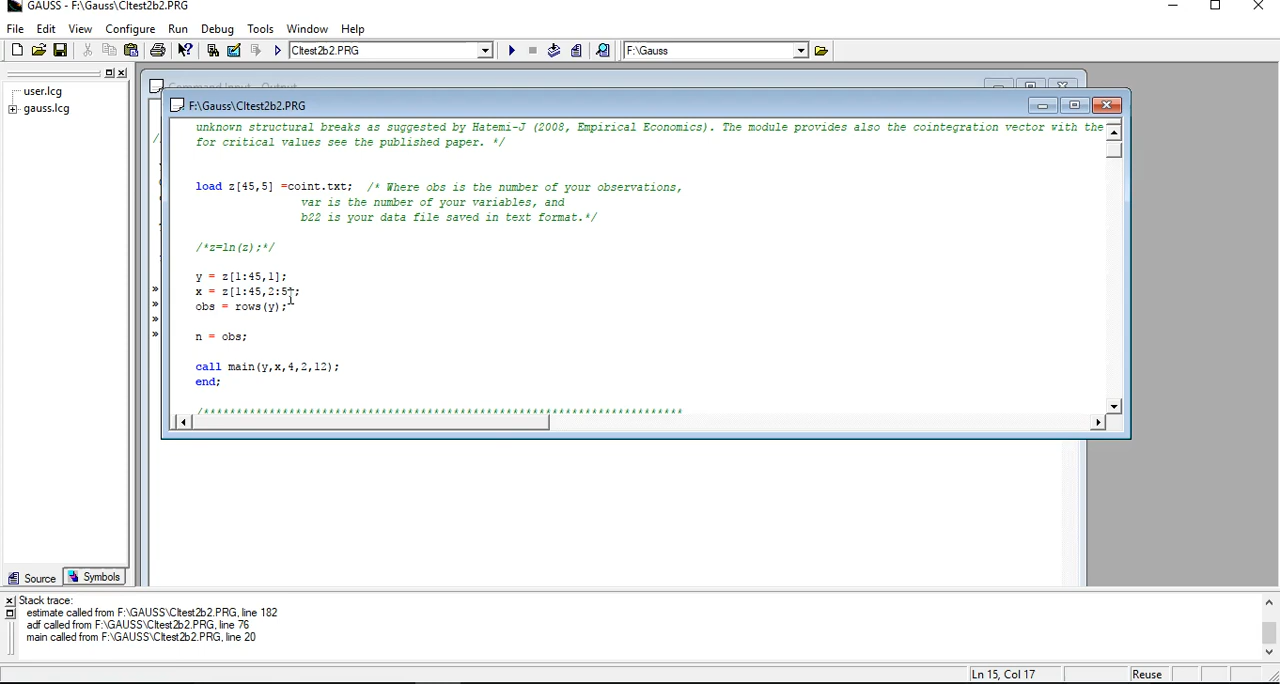 GAUSS - F:\Gauss\CItest2b2.PRG
File Edit View Configure Run Debug Tools Window Help
CItest2b2.PRG
F:\Gauss
user.lcg
gauss.lcg
Command Input - Output
F:\Gauss\CItest2b2.PRG
unknown structural breaks as suggested by Hatemi-J (2008, Empirical Economics). The module provides also the cointegration vector with the
for critical values see the published paper. */
load z[45,5] =coint.txt; /* Where obs is the number of your observations,
var is the number of your variables, and
b22 is your data file saved in text format.*/
/*z=ln(z);*/
y = z[1:45,1];
x = z[1:45,2:5];
obs = rows(y);
n = obs;
call main(y,x,4,2,12);
end;
/*************************************************************************
»
»
»
»
Source Symbols
Stack trace:
estimate called from F:\GAUSS\CItest2b2.PRG, line 182
adf called from F:\GAUSS\CItest2b2.PRG, line 76
main called from F:\GAUSS\CItest2b2.PRG, line 20
Ln 15, Col 17 Reuse